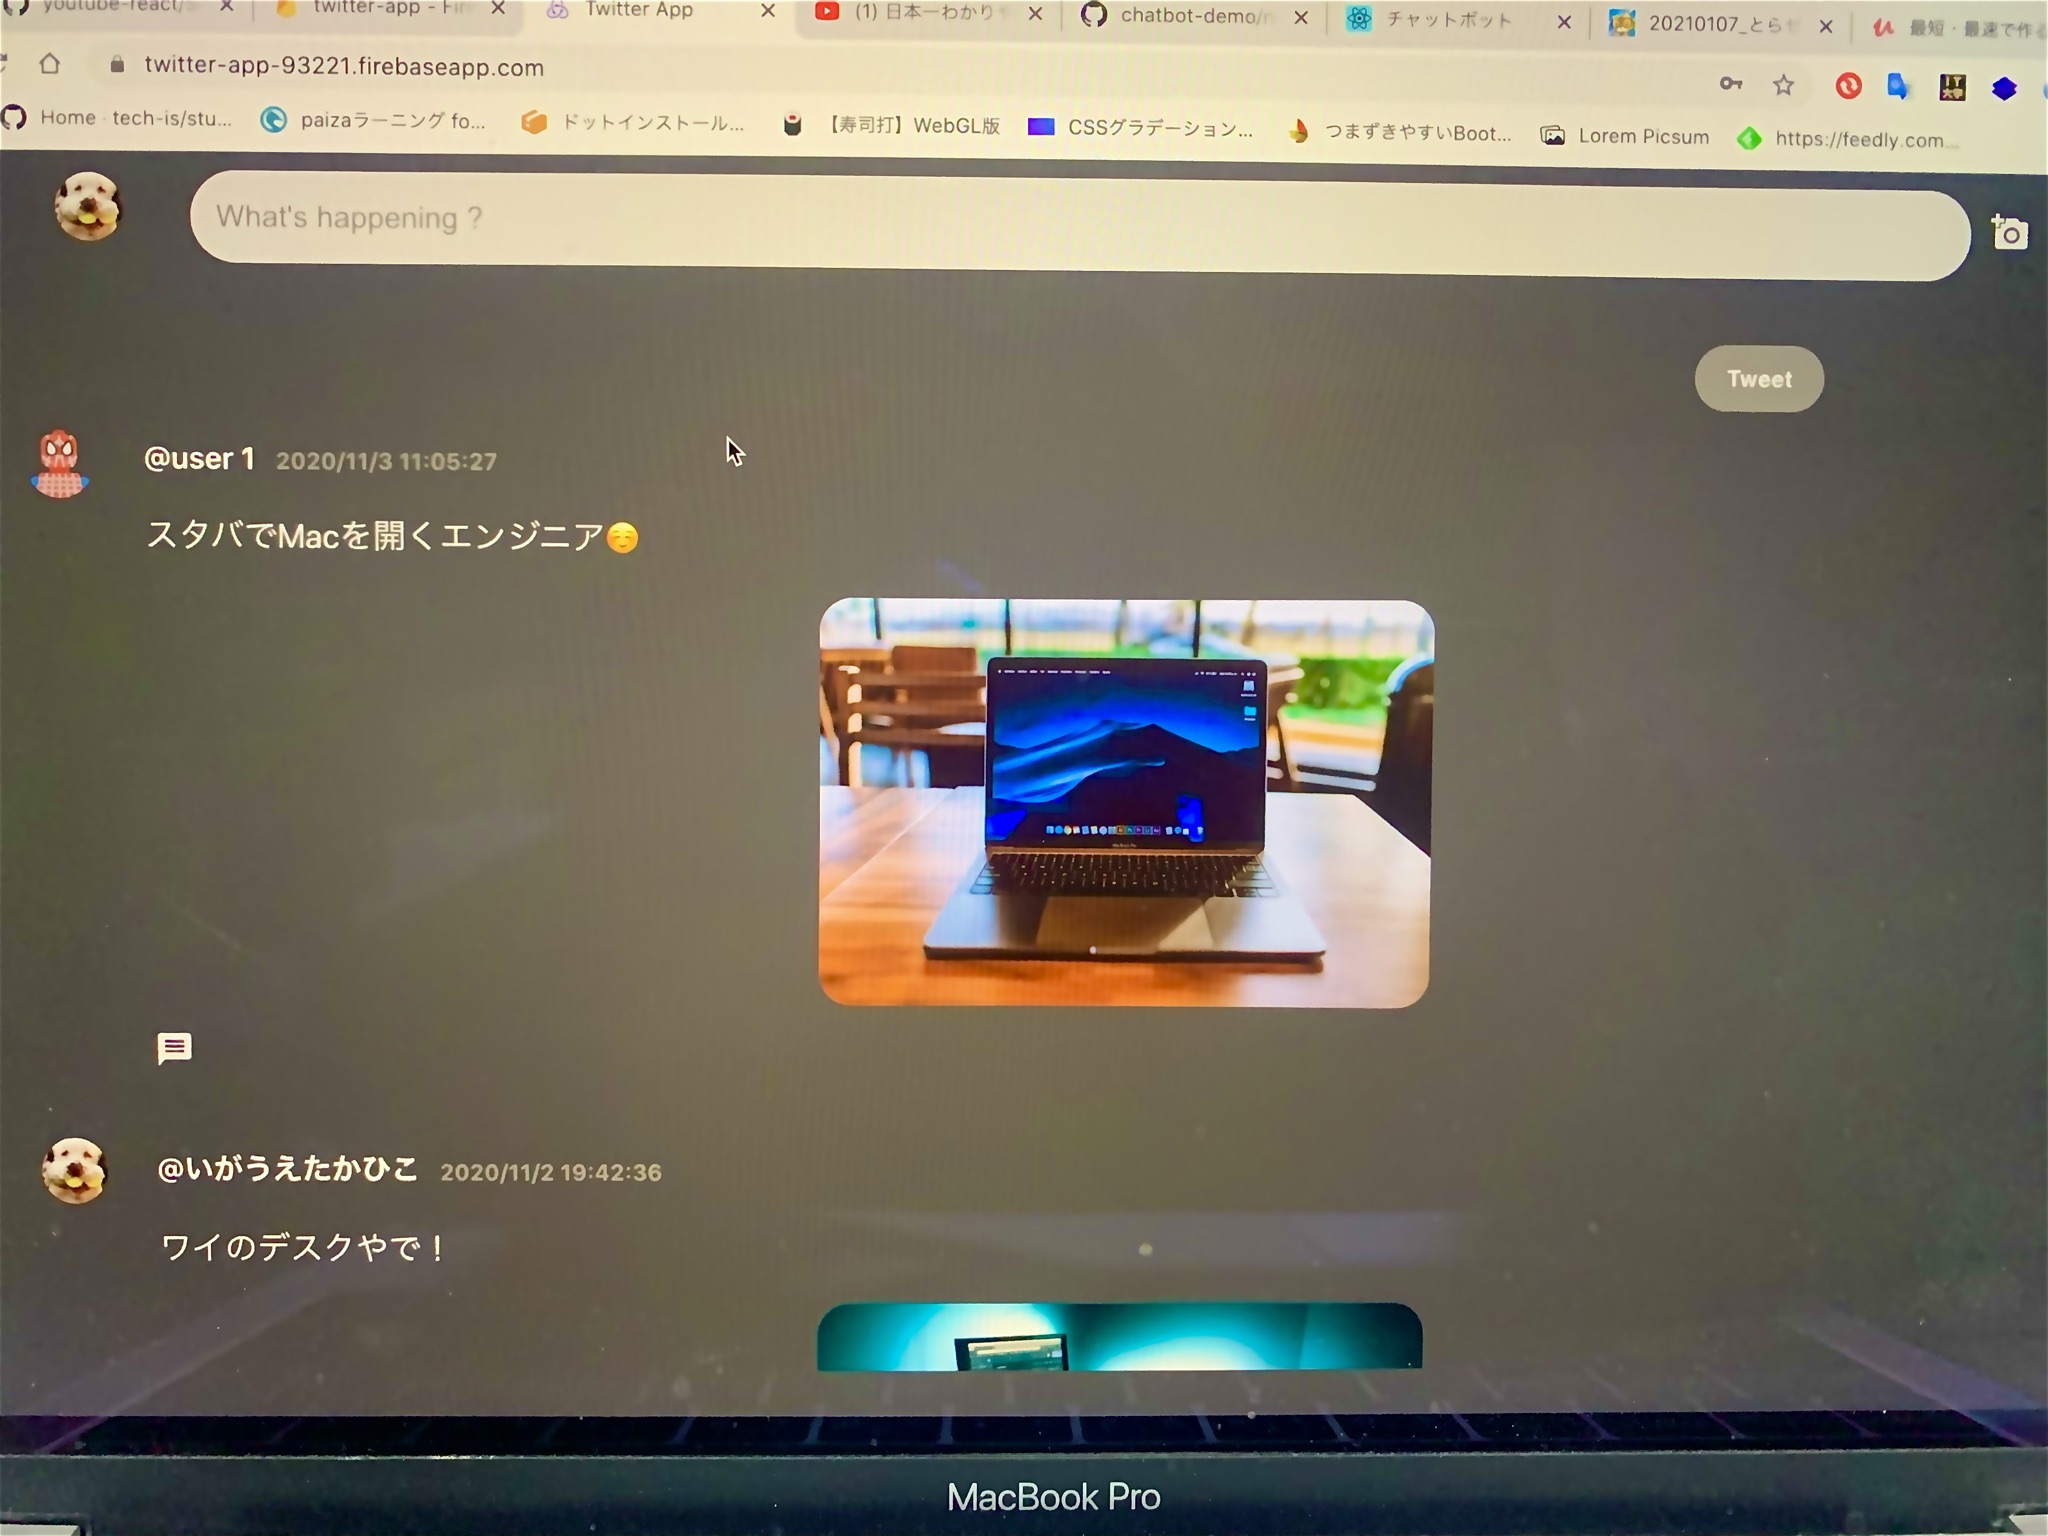 youtube-react/
twitter-app - Fir
Twitter App
(1) 日本一わかりや
chatbot-demo/
チャットボット
20210107_とらゼ
最短・最速で作る
twitter-app-93221.firebaseapp.com
Home · tech-is/stu...
paizaラーニング fo...
ドットインストール...
【寿司打】WebGL版
CSSグラデーション...
つまずきやすいBoot...
Lorem Picsum
https://feedly.com...
What's happening ?
Tweet
@user 1 2020/11/3 11:05:27
スタバでMacを開くエンジニア☺️
@いがうえたかひこ 2020/11/2 19:42:36
ワイのデスクやで！
MacBook Pro